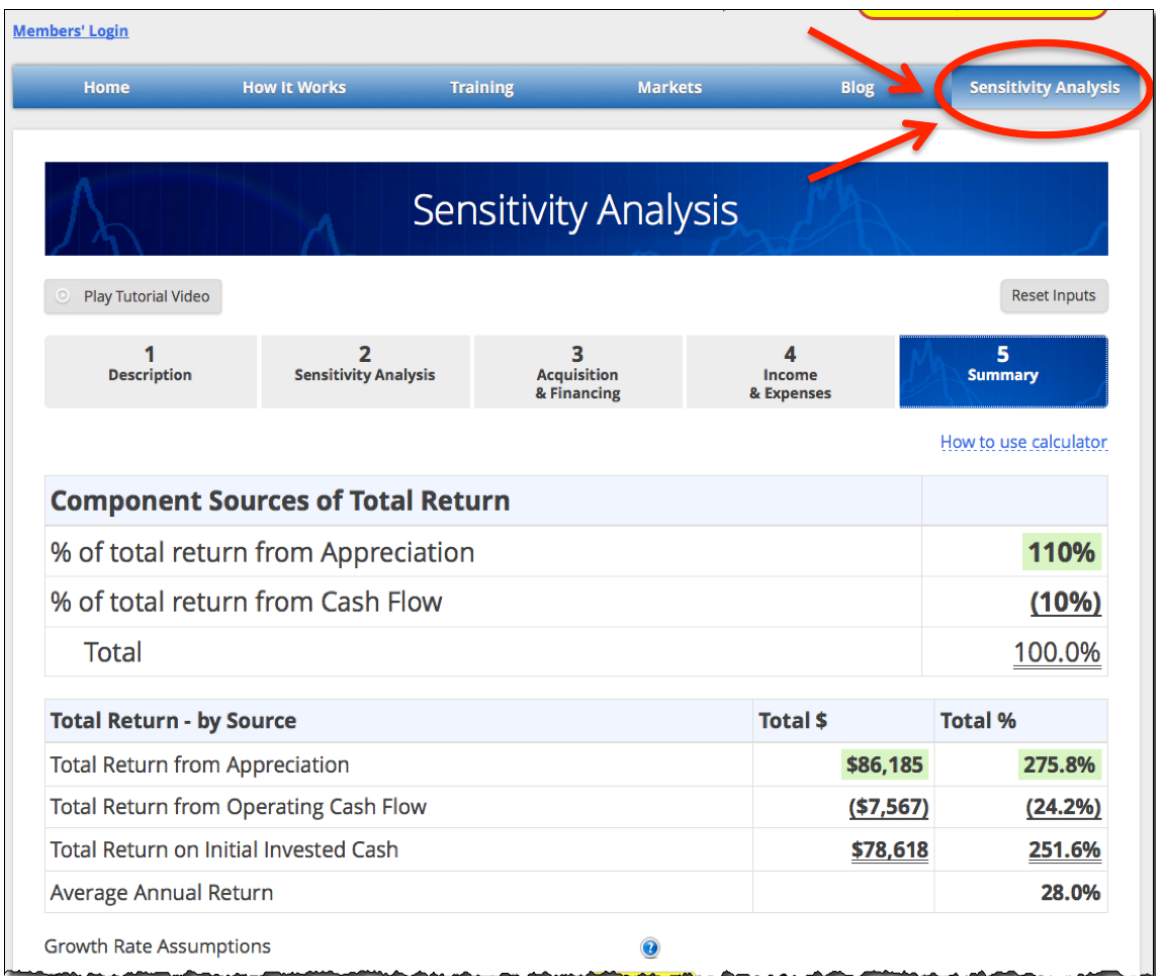 Members' Login
Home How It Works Training Markets Blog Sensitivity Analysis
Sensitivity Analysis
Play Tutorial Video Reset Inputs
1 2 3 4 5
Description Sensitivity Analysis Acquisition Income Summary
& Financing & Expenses
How to use calculator
Component Sources of Total Return
% of total return from Appreciation 110%
% of total return from Cash Flow (10%)
Total 100.0%
Total Return - by Source Total $ Total %
Total Return from Appreciation $86,185 275.8%
Total Return from Operating Cash Flow ($7,567) (24.2%)
Total Return on Initial Invested Cash $78,618 251.6%
Average Annual Return 28.0%
Growth Rate Assumptions ?